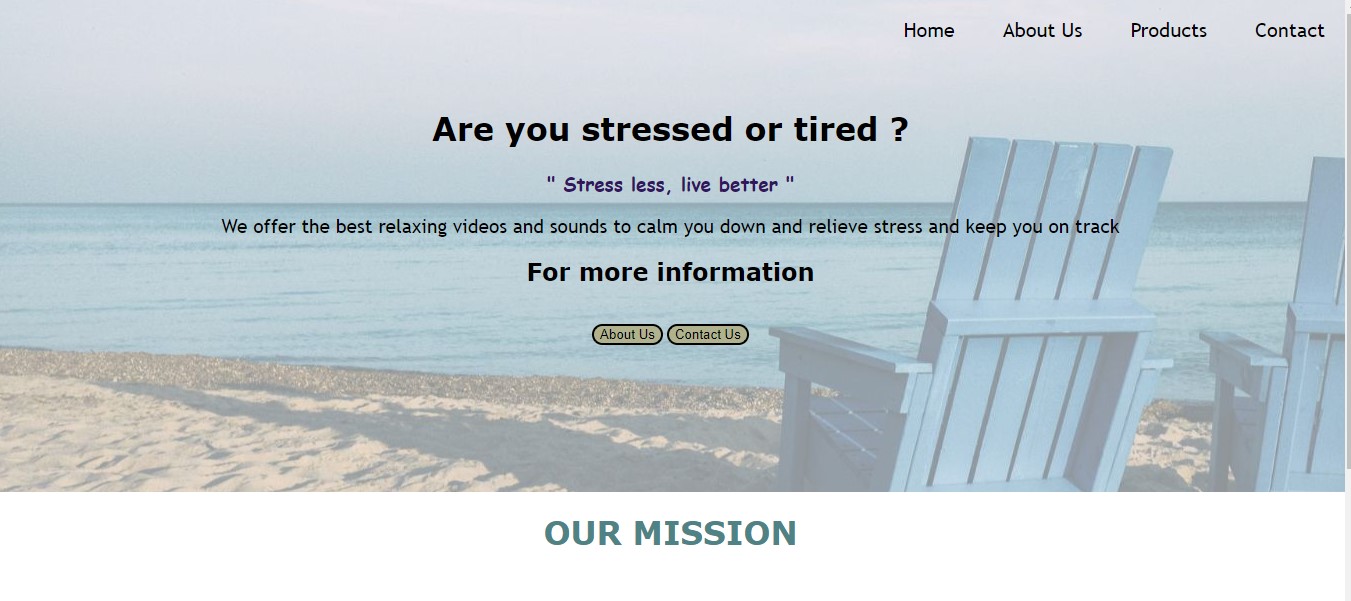 Home About Us Products Contact
Are you stressed or tired ?
" Stress less, live better "
We offer the best relaxing videos and sounds to calm you down and relieve stress and keep you on track
For more information
About Us Contact Us
OUR MISSION